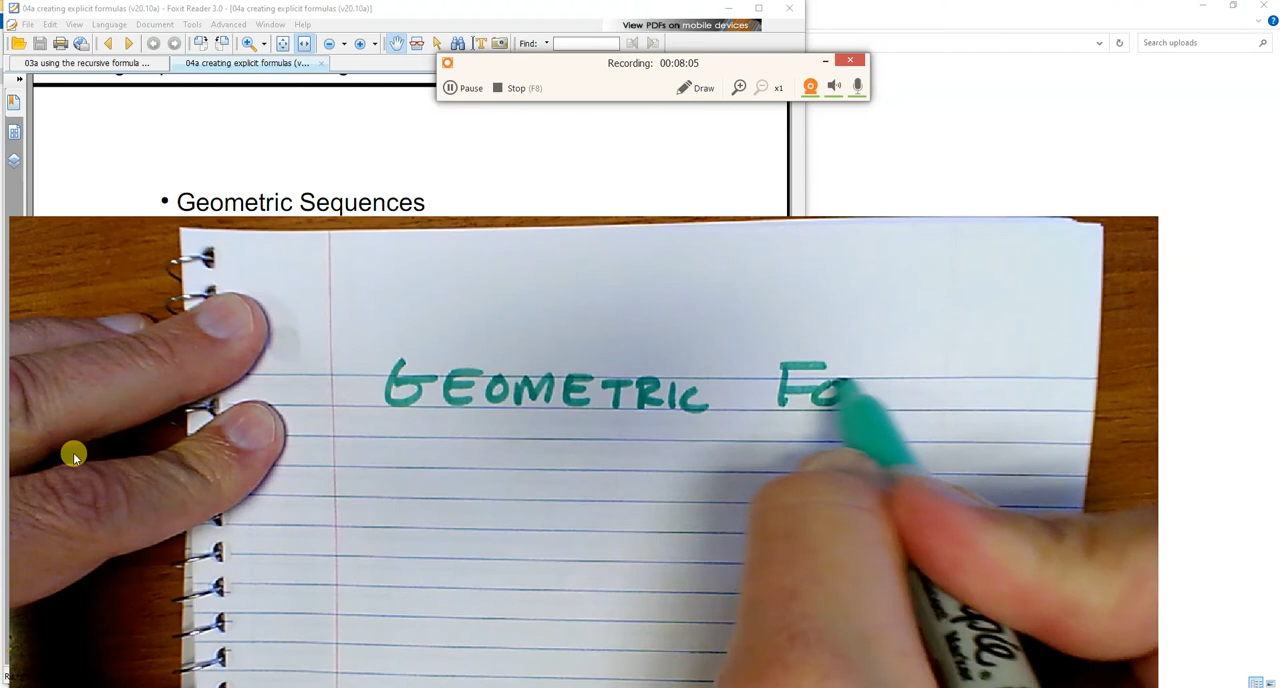 04a creating explicit formulas (v20.10a) - Foxit Reader 3.0 - [04a creating explicit formulas (v20.10a)]
File Edit View Language Document Tools Advanced Window Help
View PDFs on mobile devices
Find:
Search uploads
03a using the recursive formula ... 04a creating explicit formulas (v...
Recording: 00:08:05
Pause Stop (F8) Draw x1
• Geometric Sequences
GEOMETRIC Fo